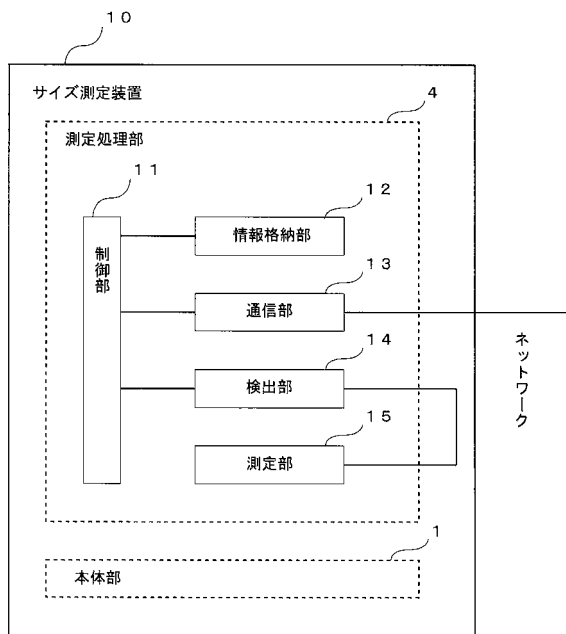 １０
サイズ測定装置
４
測定処理部
１１
１２
制御部
情報格納部
１３
通信部
１４
ネットワーク
検出部
１５
測定部
１
本体部